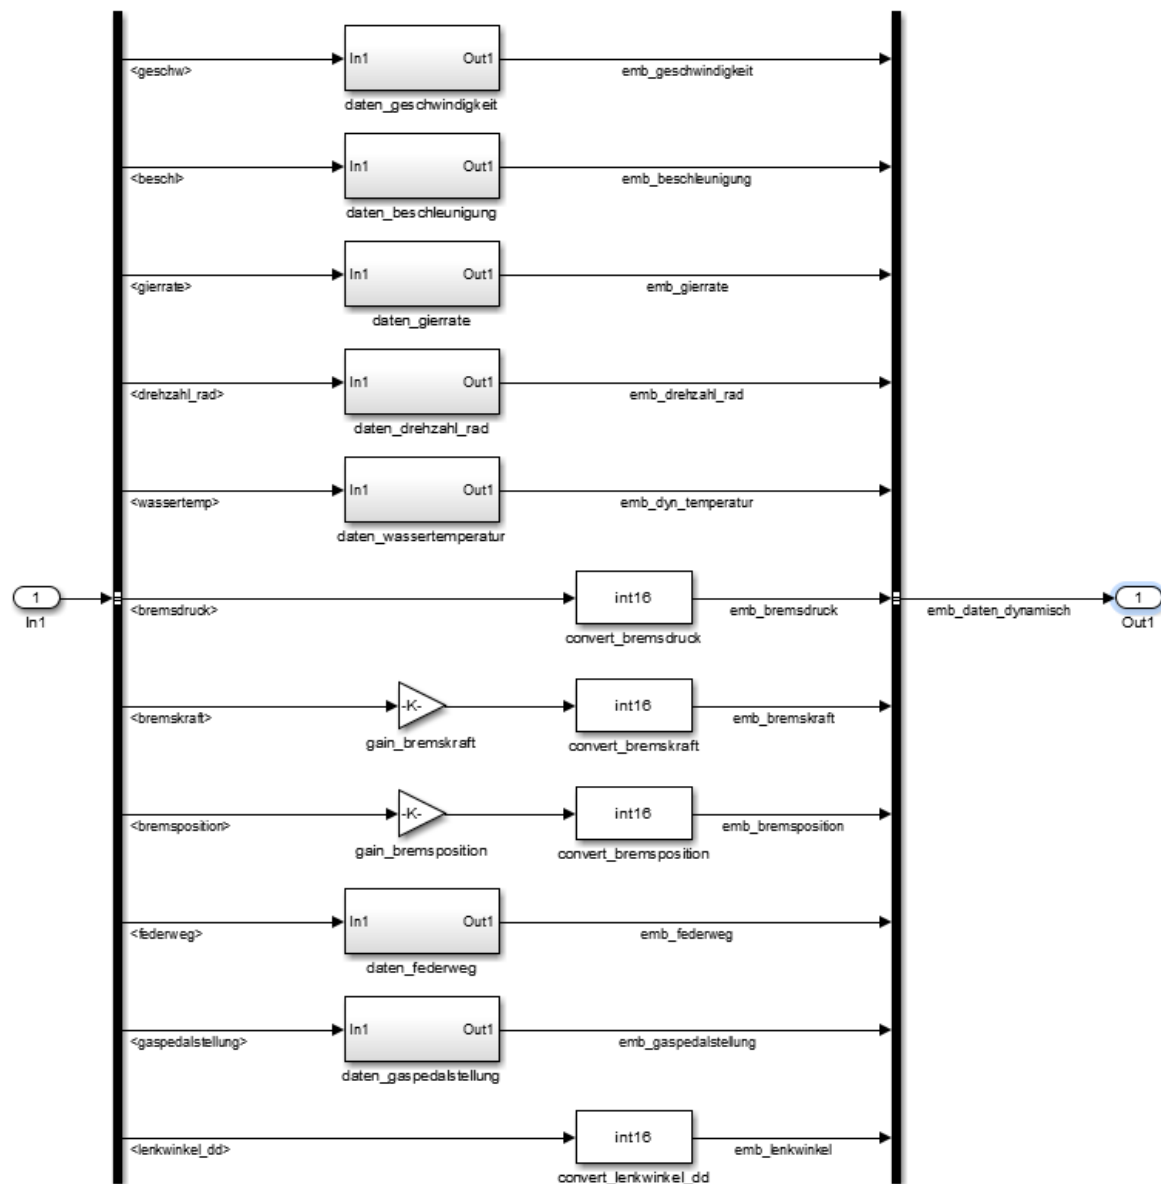 In1 Out1
<geschw> emb_geschwindigkeit
daten_geschwindigkeit
In1 Out1
<beschl> emb_beschleunigung
daten_beschleunigung
In1 Out1
<gierrate> emb_gierrate
daten_gierrate
In1 Out1
<drehzahl_rad> emb_drehzahl_rad
daten_drehzahl_rad
In1 Out1
<wassertemp> emb_dyn_temperatur
daten_wassertemperatur
1 int16 1
<bremsdruck> emb_bremsdruck emb_daten_dynamisch
In1 Out1
convert_bremsdruck
-K- int16
<bremskraft> emb_bremskraft
gain_bremskraft convert_bremskraft
-K- int16
<bremsposition> emb_bremsposition
gain_bremsposition convert_bremsposition
In1 Out1
<federweg> emb_federweg
daten_federweg
In1 Out1
<gaspedalstellung> emb_gaspedalstellung
daten_gaspedalstellung
int16
<lenkwinkel_dd> emb_lenkwinkel
convert_lenkwinkel_dd